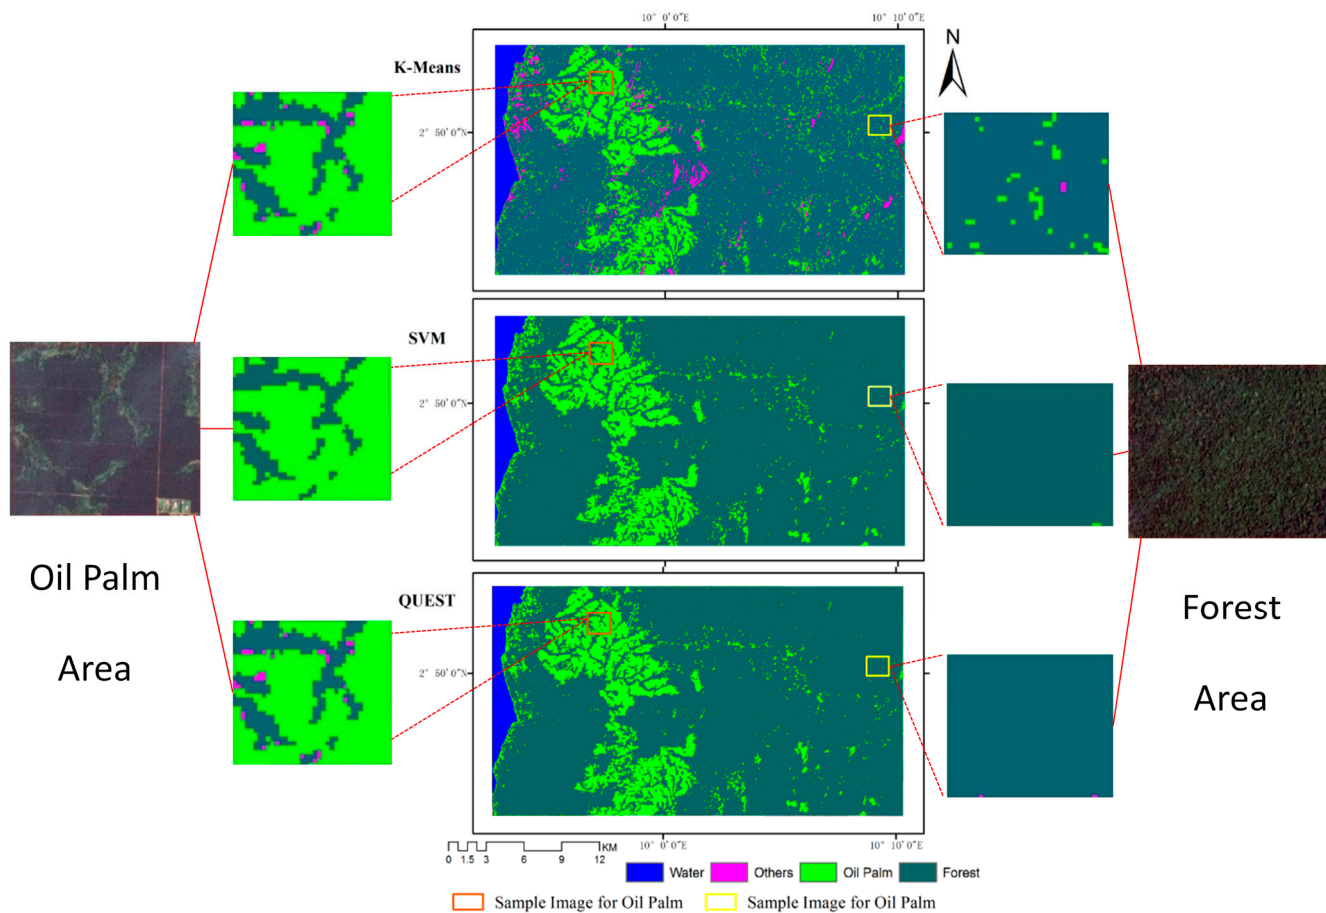 10° 0′0″E
10° 10′0″E
N
K-Means
2° 50′0″N
SVM
2° 50′0″N
Oil Palm
Area
Forest
Area
QUEST
2° 50′0″N
KM
0 1.5 3 6 9 12
10° 0′0″E
10° 10′0″E
Water
Others
Oil Palm
Forest
Sample Image for Oil Palm
Sample Image for Oil Palm